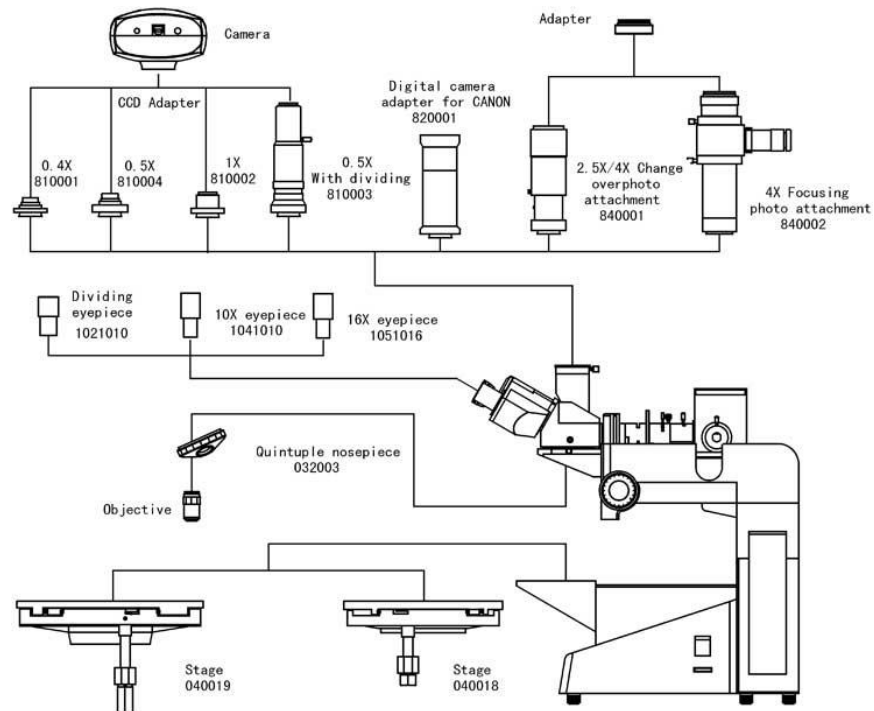 Camera
Adapter
CCD Adapter
Digital camera
adapter for CANON
820001
0.4X
810001
0.5X
810004
1X
810002
0.5X
With dividing
810003
2.5X/4X Change
overphoto
attachment
840001
4X Focusing
photo attachment
840002
Dividing
eyepiece
1021010
10X eyepiece
1041010
16X eyepiece
1051016
Quintuple nosepiece
032003
Objective
Stage
040019
Stage
040018